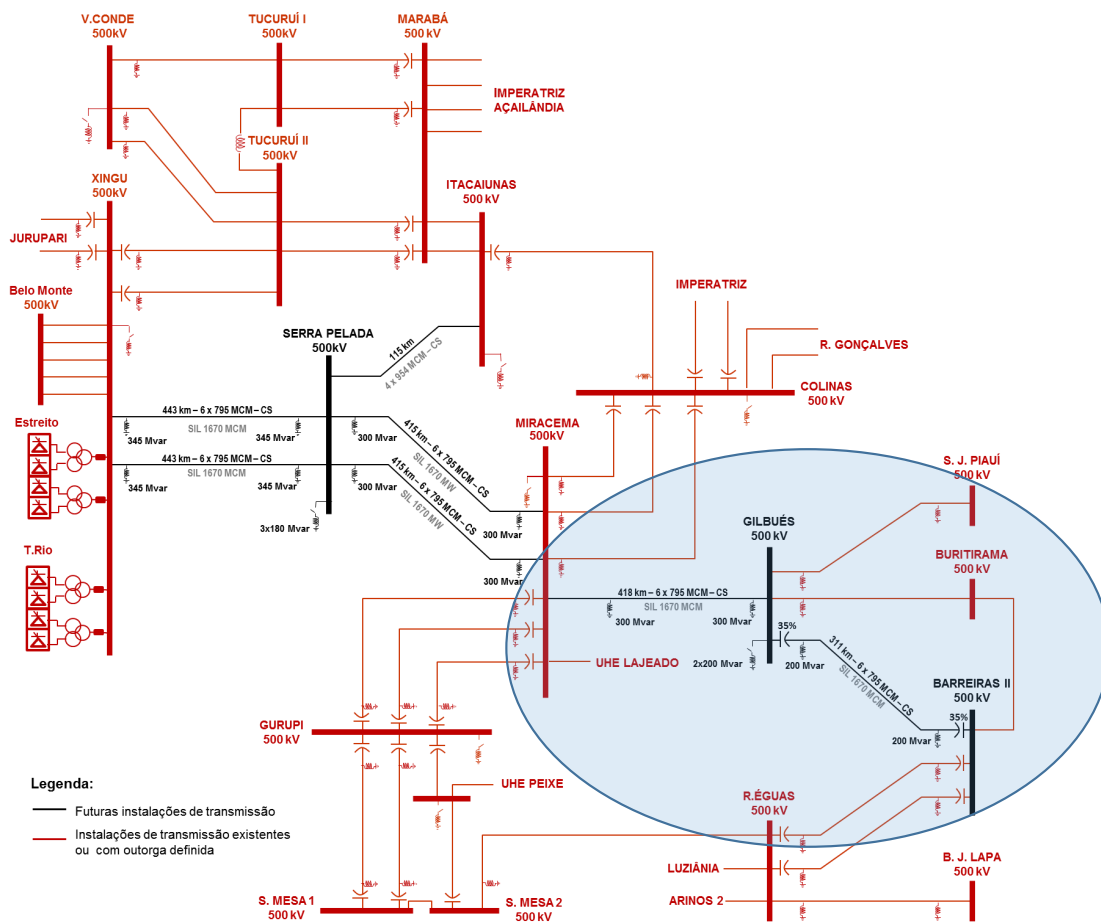 V.CONDE
500kV
TUCURUÍ I
500kV
MARABÁ
500 kV
IMPERATRIZ
AÇAILÂNDIA
TUCURUÍ II
500kV
XINGU
500kV
ITACAIUNAS
500 kV
JURUPARI
Belo Monte
500kV
IMPERATRIZ
SERRA PELADA
500kV
115 km
4 x 954 MCM – CS
R. GONÇALVES
COLINAS
500 kV
443 km – 6 x 795 MCM – CS
SIL 1670 MCM
345 Mvar
345 Mvar
300 Mvar
415 km – 6 x 795 MCM – CS
SIL 1670 MW
MIRACEMA
500kV
Estreito
443 km – 6 x 795 MCM – CS
SIL 1670 MCM
345 Mvar
345 Mvar
300 Mvar
415 km – 6 x 795 MCM – CS
SIL 1670 MW
3x180 Mvar
300 Mvar
300 Mvar
S. J. PIAUÍ
500 kV
GILBUÉS
500 kV
BURITIRAMA
500 kV
T.Rio
418 km – 6 x 795 MCM – CS
SIL 1670 MCM
300 Mvar
300 Mvar
35%
2x200 Mvar
200 Mvar
311 km – 6 x 795 MCM – CS
SIL 1670 MCM
UHE LAJEADO
BARREIRAS II
500 kV
35%
200 Mvar
GURUPI
500 kV
UHE PEIXE
R.ÉGUAS
500 kV
Legenda:
Futuras instalações de transmissão
Instalações de transmissão existentes
ou com outorga definida
LUZIÂNIA
B. J. LAPA
500 kV
ARINOS 2
S. MESA 1
500 kV
S. MESA 2
500 kV